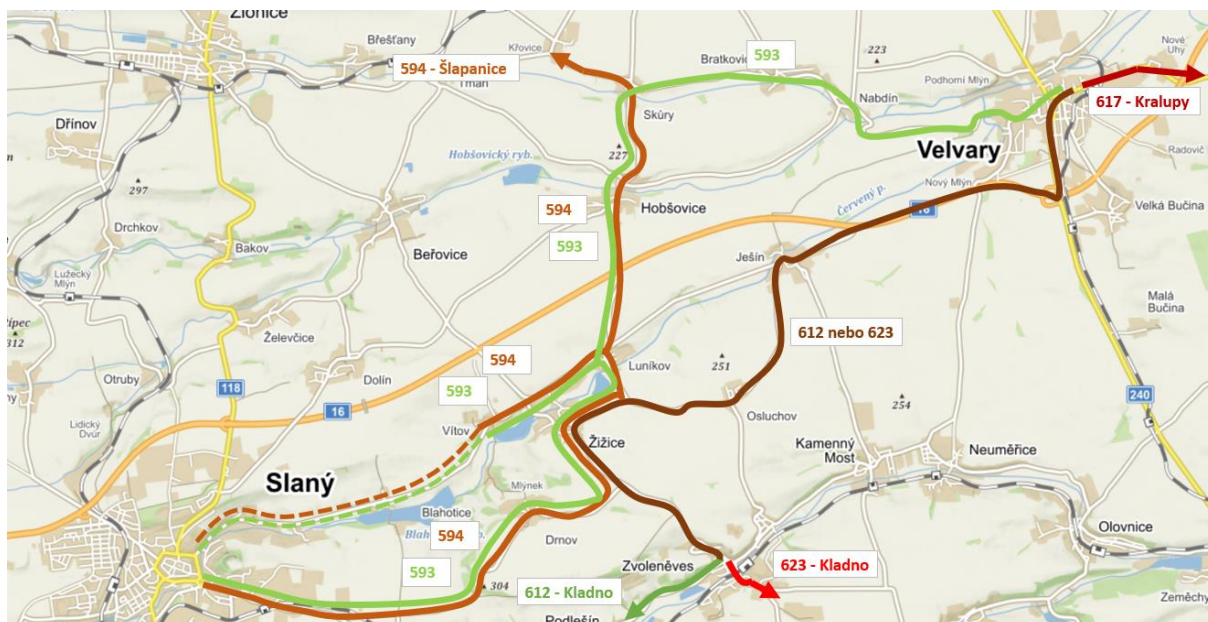 Zlonice
Břešťany
Křovice
594 - Šlapanice
Bratkovice
593
223
Nové
Uhy
Podhorní Mlýn
617 - Kralupy
Nabdín
Skůry
Dřínov
Hobšovický ryb.
227
Velvary
Radovič
297
Nový Mlýn
Červený p.
16
Velká Bučina
594
Hobšovice
Drchkov
593
Bakov
Beřovice
Lužecký
Mlýn
Ješín
Malá
Bučina
312
Želevčice
612 nebo 623
594
Luníkov
251
Otruby
Dolín
593
118
16
240
Osluchov
254
Lidický
Dvůr
Vítov
Žižice
Kamenný
Most
Neuměřice
Slaný
Mlýnek
Blahotice
594
Drnov
Olovnice
593
304
Zvoleněves
623 - Kladno
612 - Kladno
Podlešín
Zeměchy